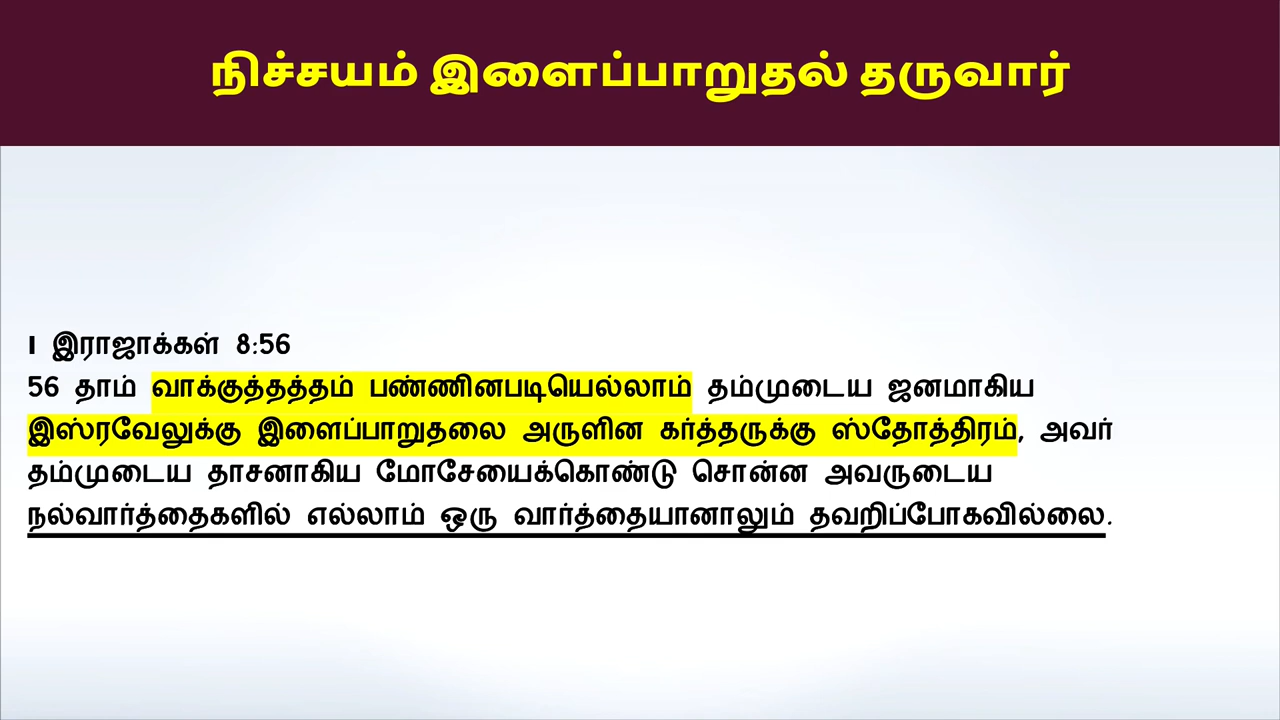 நிச்சயம் இளைப்பாறுதல் தருவார்
I இராஜாக்கள் 8:56
56 தாம் வாக்குத்தத்தம் பண்ணினபடியெல்லாம் தம்முடைய ஜனமாகிய
இஸ்ரவேலுக்கு இளைப்பாறுதலை அருளின கர்த்தருக்கு ஸ்தோத்திரம், அவர்
தம்முடைய தாசனாகிய மோசேயைக்கொண்டு சொன்ன அவருடைய
நல்வார்த்தைகளில் எல்லாம் ஒரு வார்த்தையானாலும் தவறிப்போகவில்லை.